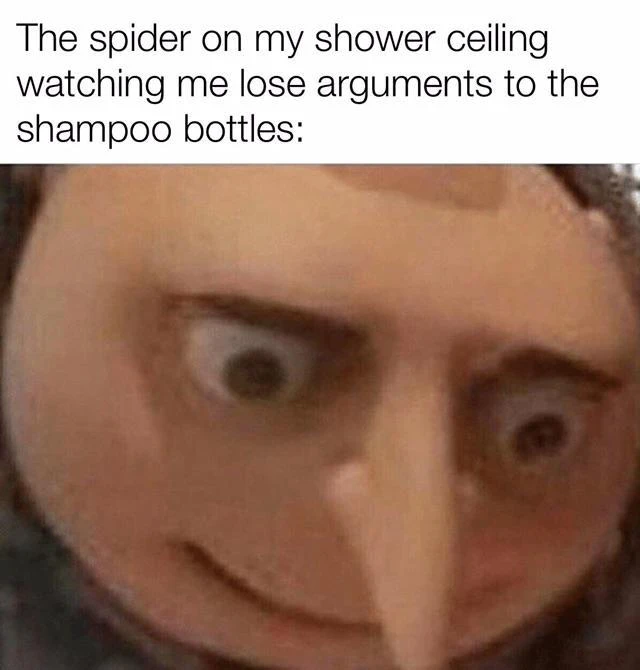 The spider on my shower ceiling
watching me lose arguments to the
shampoo bottles: